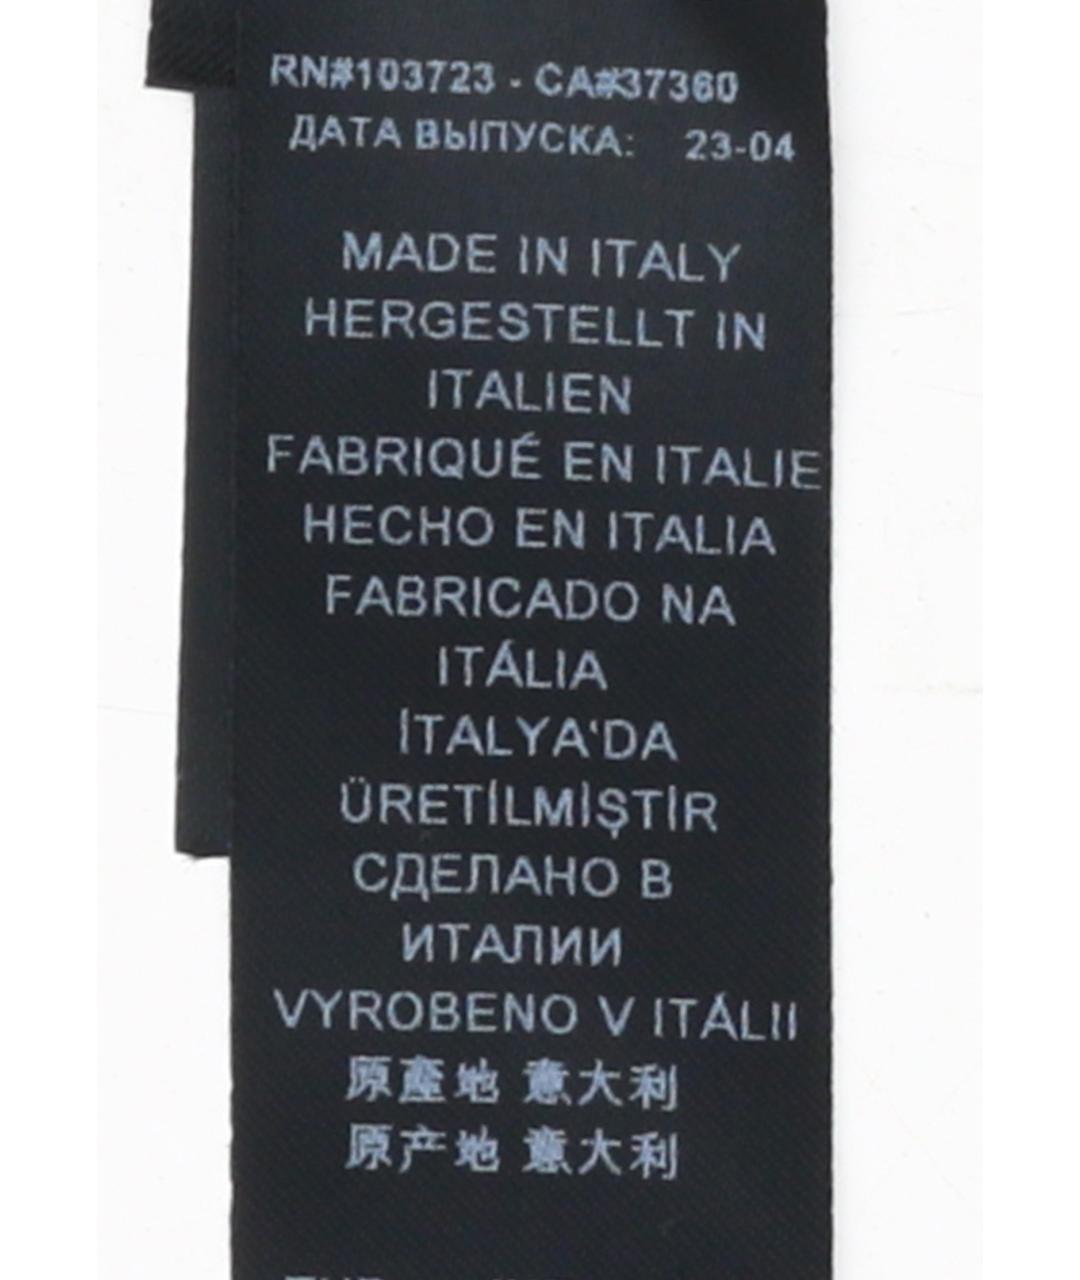 RN#103723 - CA#37360
ДАТА ВЫПУСКА: 23-04
MADE IN ITALY
HERGESTELLT IN
ITALIEN
FABRIQUÉ EN ITALIE
HECHO EN ITALIA
FABRICADO NA
ITÁLIA
İTALYA'DA
ÜRETİLMİŞTİR
СДЕЛАНО В
ИТАЛИИ
VYROBENO V ITÁLII
原產地 意大利
原产地 意大利